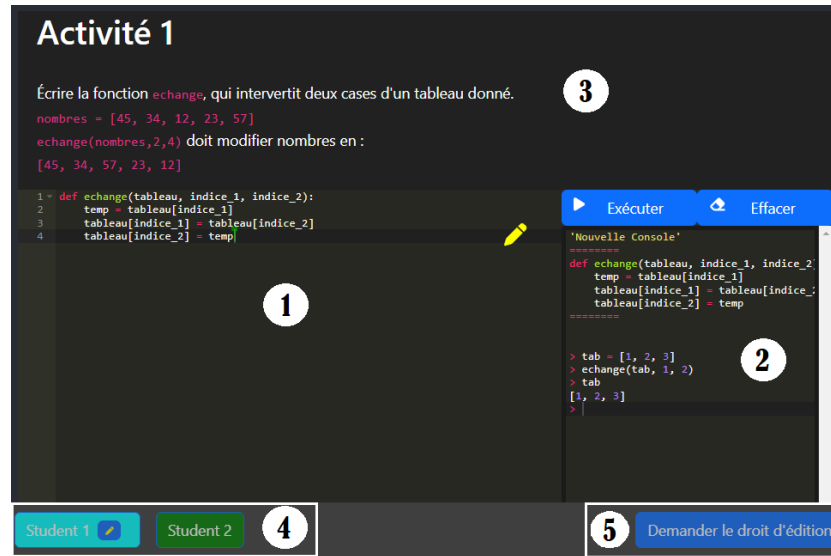 Activité 1
Écrire la fonction echange, qui intervertit deux cases d'un tableau donné.
3
nombres = [45, 34, 12, 23, 57]
echange(nombres,2,4) doit modifier nombres en :
[45, 34, 57, 23, 12]
1 def echange(tableau, indice_1, indice_2):
2 temp = tableau[indice_1]
3 tableau[indice_1] = tableau[indice_2]
4 tableau[indice_2] = temp
1
Exécuter
Effacer
'Nouvelle Console'
========
def echange(tableau, indice_1, indice_2
temp = tableau[indice_1]
tableau[indice_1] = tableau[indice_2
tableau[indice_2] = temp
========
> tab = [1, 2, 3]
> echange(tab, 1, 2)
> tab
[1, 2, 3]
>
2
Student 1
Student 2
4
5
Demander le droit d'édition